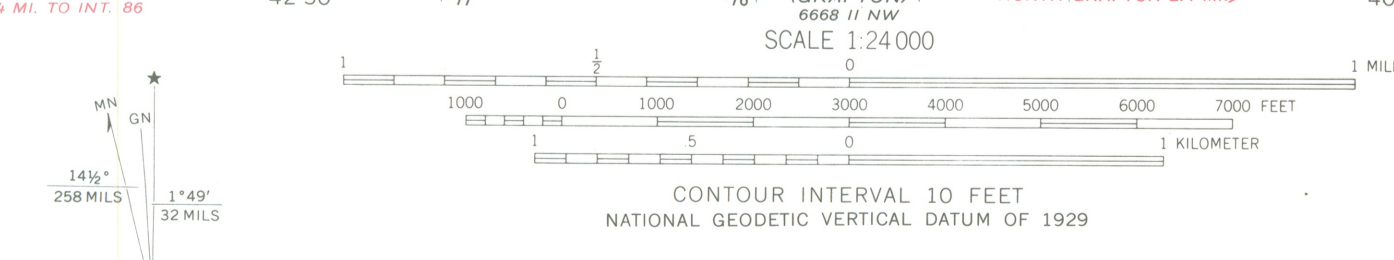 4 MI. TO INT. 86
6668 II NW
SCALE 1:24 000
1 ½ 0 1 MILE
1000 0 1000 2000 3000 4000 5000 6000 7000 FEET
1 .5 0 1 KILOMETER
CONTOUR INTERVAL 10 FEET
NATIONAL GEODETIC VERTICAL DATUM OF 1929
★
MN
GN
14½°
258 MILS
1°49′
32 MILS